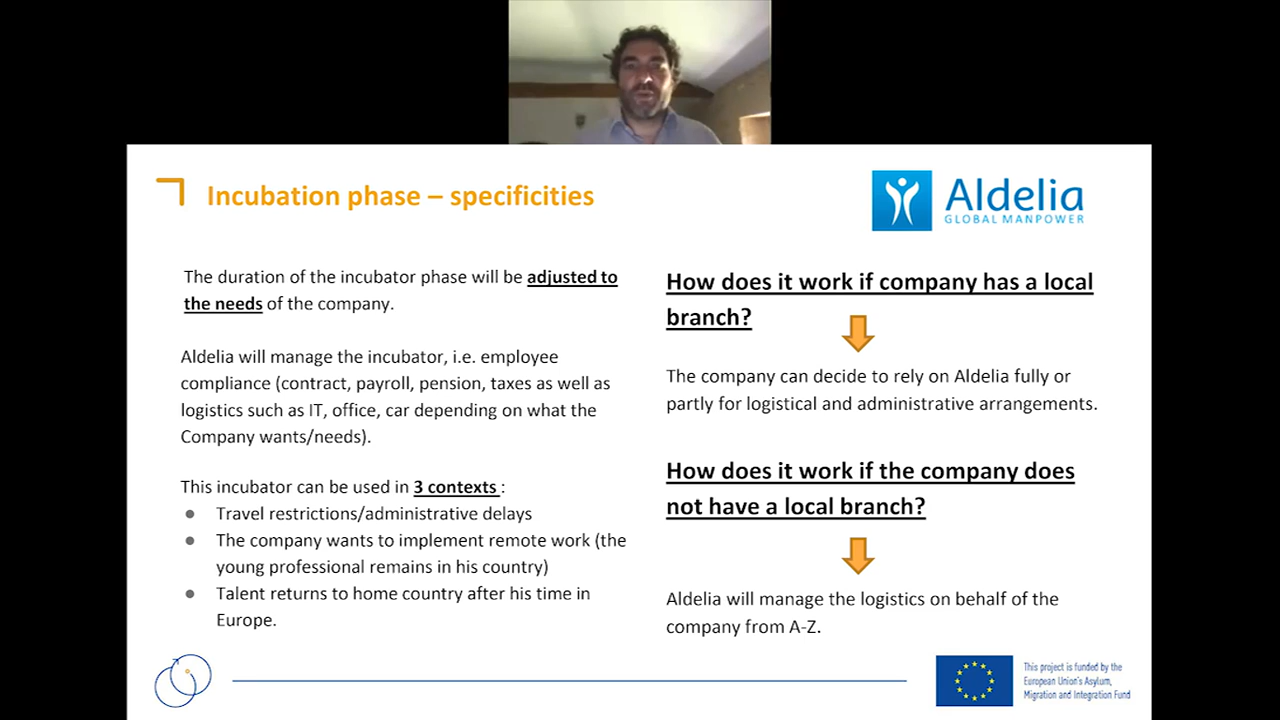 Incubation phase – specificities
Aldelia
GLOBAL MANPOWER
The duration of the incubator phase will be adjusted to
the needs of the company.
Aldelia will manage the incubator, i.e. employee
compliance (contract, payroll, pension, taxes as well as
logistics such as IT, office, car depending on what the
Company wants/needs).
This incubator can be used in 3 contexts :
● Travel restrictions/administrative delays
● The company wants to implement remote work (the
young professional remains in his country)
● Talent returns to home country after his time in
Europe.
How does it work if company has a local
branch?
The company can decide to rely on Aldelia fully or
partly for logistical and administrative arrangements.
How does it work if the company does
not have a local branch?
Aldelia will manage the logistics on behalf of the
company from A-Z.
This project is funded by the
European Union's Asylum,
Migration and Integration Fund